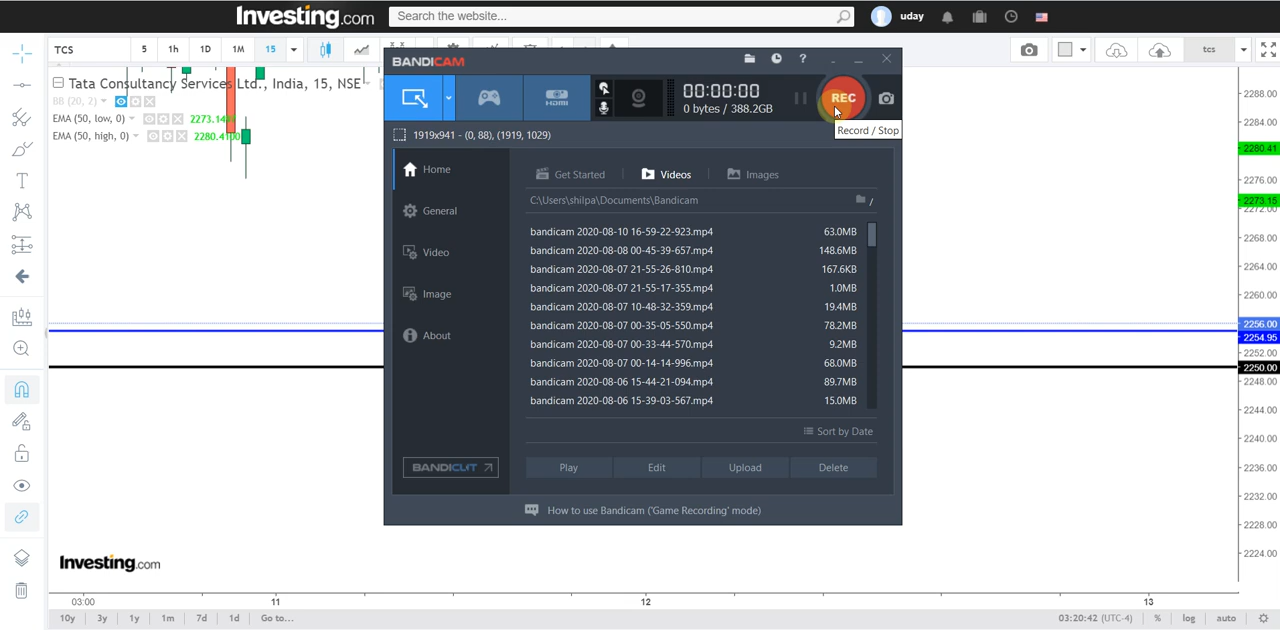 Investing.com Search the website... uday
TCS 5 1h 1D 1M 15 tcs
Tata Consultancy Services Ltd., India, 15, NSE
BB (20, 2)
EMA (50, low, 0)
EMA (50, high, 0)
BANDICAM
HDMI
00:00:00
0 bytes / 388.2GB
REC
Record / Stop
1919x941 - (0, 88), (1919, 1029)
Home
General
Video
Image
About
BANDICUT
Get Started Videos Images
C:\Users\shilpa\Documents\Bandicam
bandicam 2020-08-10 16-59-22-923.mp4 63.0MB
bandicam 2020-08-08 00-45-39-657.mp4 148.6MB
bandicam 2020-08-07 21-55-26-810.mp4 167.6KB
bandicam 2020-08-07 21-55-17-355.mp4 1.0MB
bandicam 2020-08-07 10-48-32-359.mp4 19.4MB
bandicam 2020-08-07 00-35-05-550.mp4 78.2MB
bandicam 2020-08-07 00-33-44-570.mp4 9.2MB
bandicam 2020-08-07 00-14-14-996.mp4 68.0MB
bandicam 2020-08-06 15-44-21-094.mp4 89.7MB
bandicam 2020-08-06 15-39-03-567.mp4 15.0MB
Sort by Date
Play Edit Upload Delete
How to use Bandicam ('Game Recording' mode)
2288.00
2284.00
2280.41
2276.00
2273.15
2272.00
2268.00
2264.00
2260.00
2256.00
2254.95
2252.00
2250.00
2248.00
2244.00
2240.00
2236.00
2232.00
2228.00
2224.00
Investing.com
03:00 11 12 13
10y 3y 1y 1m 7d 1d Go to... 03:20:42 (UTC-4) % log auto